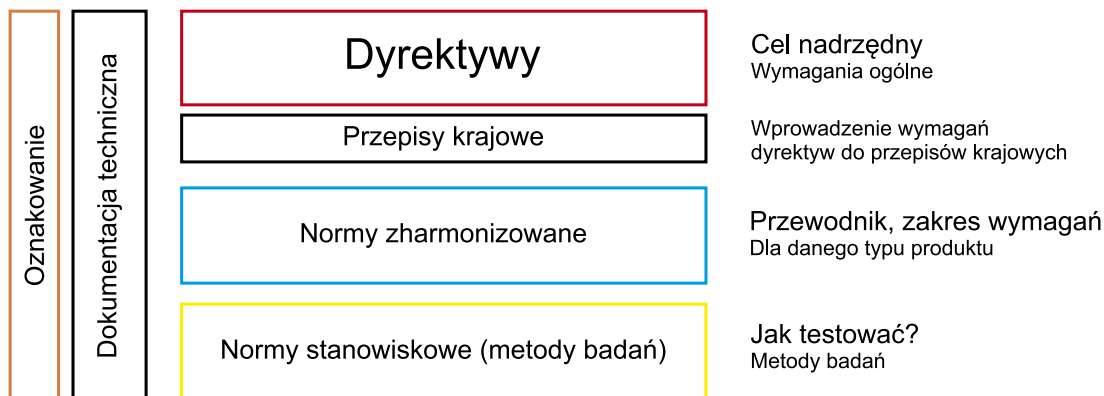 Oznakowanie
Dokumentacja techniczna
Dyrektywy
Cel nadrzędny
Wymagania ogólne
Przepisy krajowe
Wprowadzenie wymagań
dyrektyw do przepisów krajowych
Normy zharmonizowane
Przewodnik, zakres wymagań
Dla danego typu produktu
Normy stanowiskowe (metody badań)
Jak testować?
Metody badań